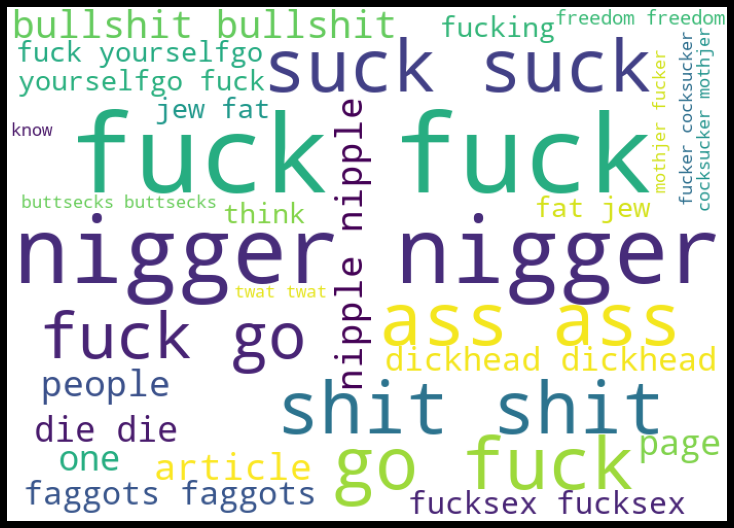 bullshit bullshit
fucking
freedom freedom
fuck yourselfgo
suck suck
yourselfgo fuck
mothjer fucker
fucker cocksucker
cocksucker mothjer
jew fat
know
fuck fuck
nipple nipple
buttsecks buttsecks
think
fat jew
nigger nigger
twat twat
fuck go
ass ass
dickhead dickhead
people
shit shit
die die
go fuck
page
one
article
faggots faggots
fucksex fucksex